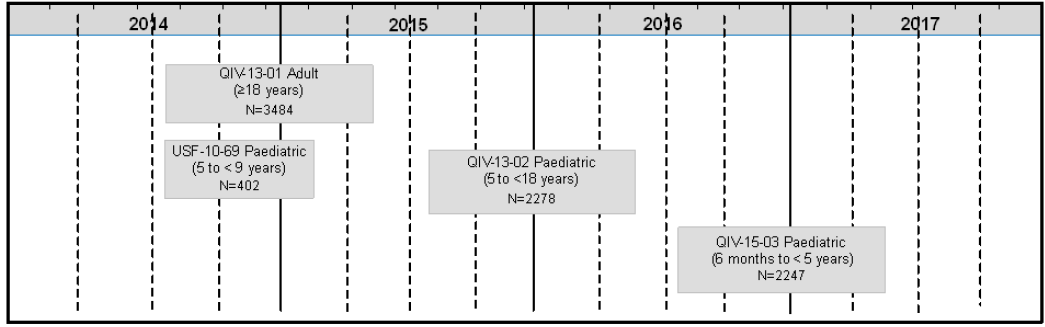 2014 2015 2016 2017
QIV-13-01 Adult
(≥18 years)
N=3484
USF-10-69 Paediatric
(5 to < 9 years)
N=402
QIV-13-02 Paediatric
(5 to <18 years)
N=2278
QIV-15-03 Paediatric
(6 months to < 5 years)
N=2247